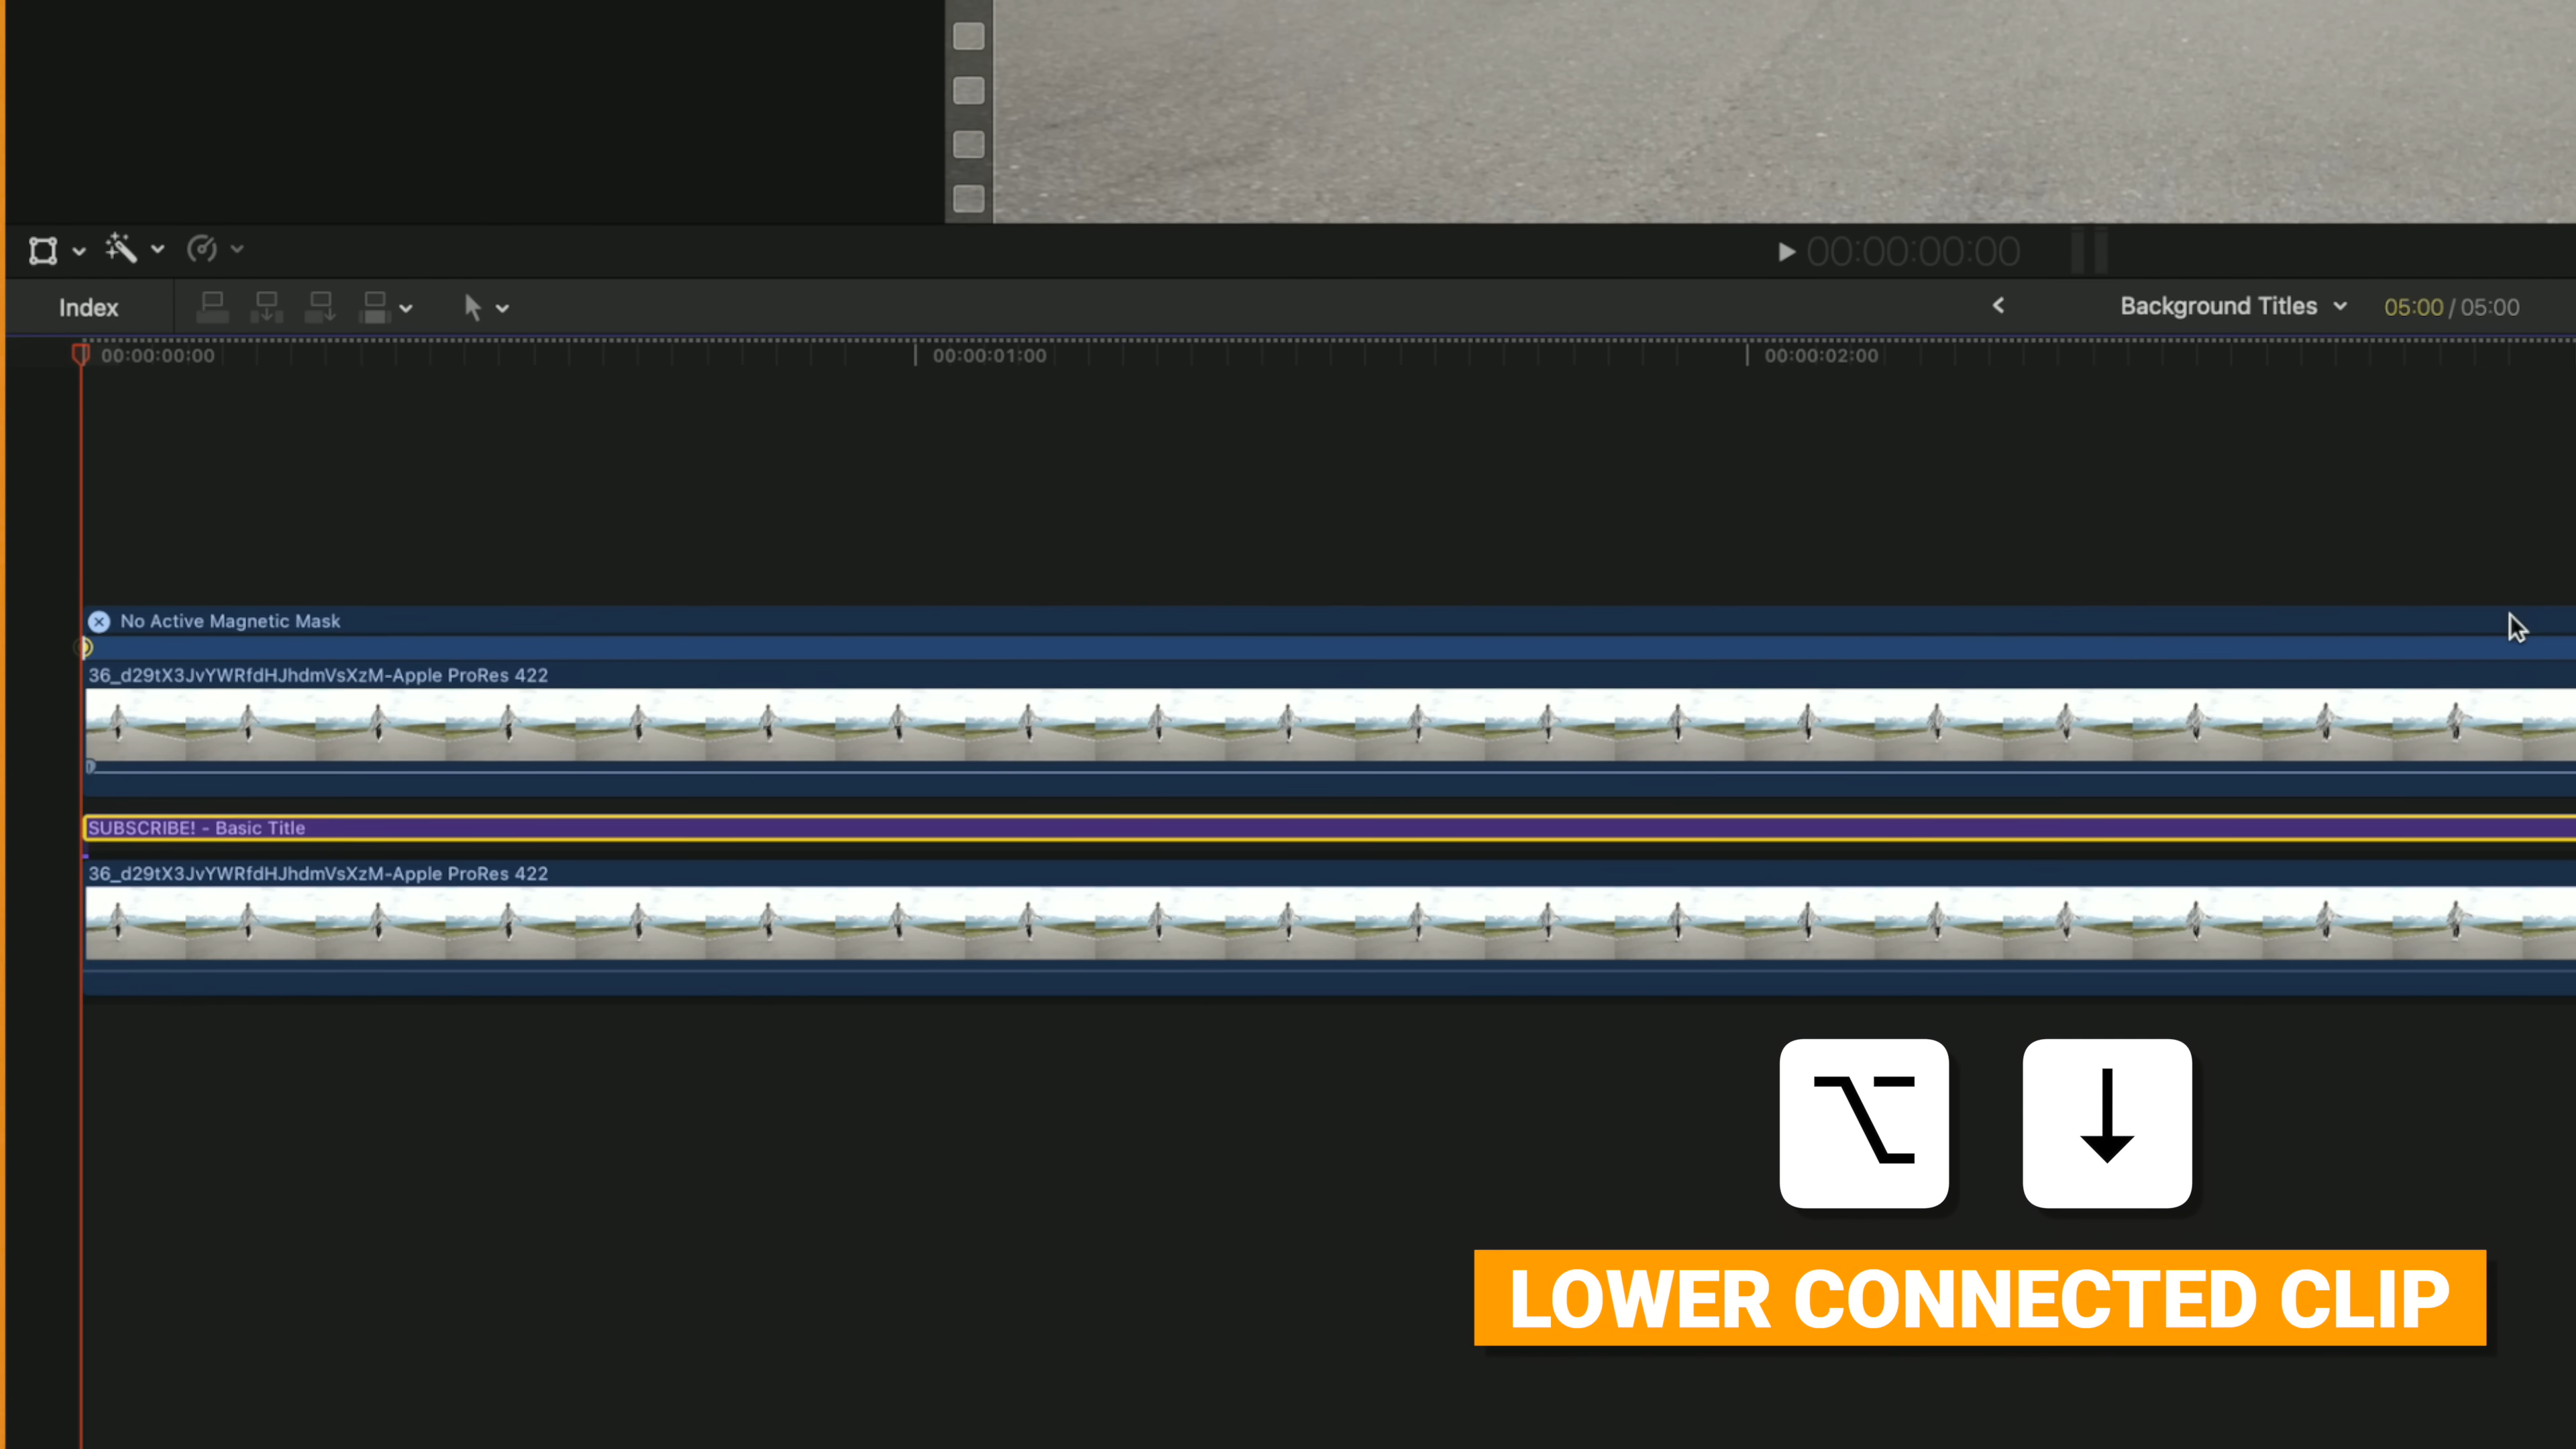 00:00:00:00
Index
Background Titles
05:00 / 05:00
00:00:00:00
00:00:01:00
00:00:02:00
No Active Magnetic Mask
36_d29tX3JvYWRfdHJhdmVsXzM-Apple ProRes 422
SUBSCRIBE! - Basic Title
36_d29tX3JvYWRfdHJhdmVsXzM-Apple ProRes 422
LOWER CONNECTED CLIP